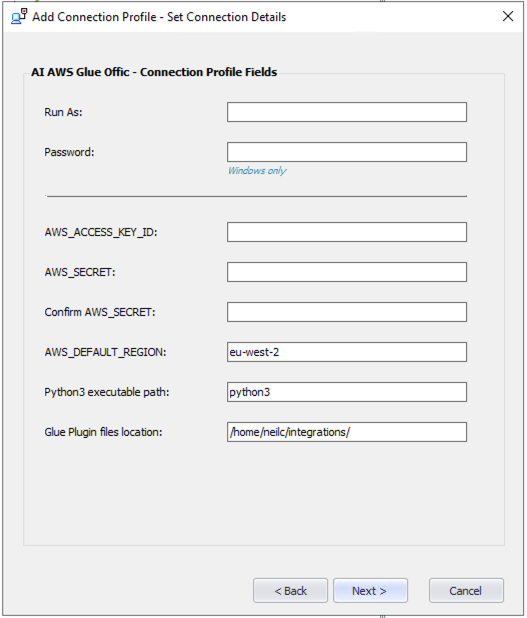 Add Connection Profile - Set Connection Details
AI AWS Glue Offic - Connection Profile Fields
Run As:
Password:
Windows only
AWS_ACCESS_KEY_ID:
AWS_SECRET:
Confirm AWS_SECRET:
AWS_DEFAULT_REGION: eu-west-2
Python3 executable path: python3
Glue Plugin files location: /home/neilc/integrations/
< Back Next > Cancel